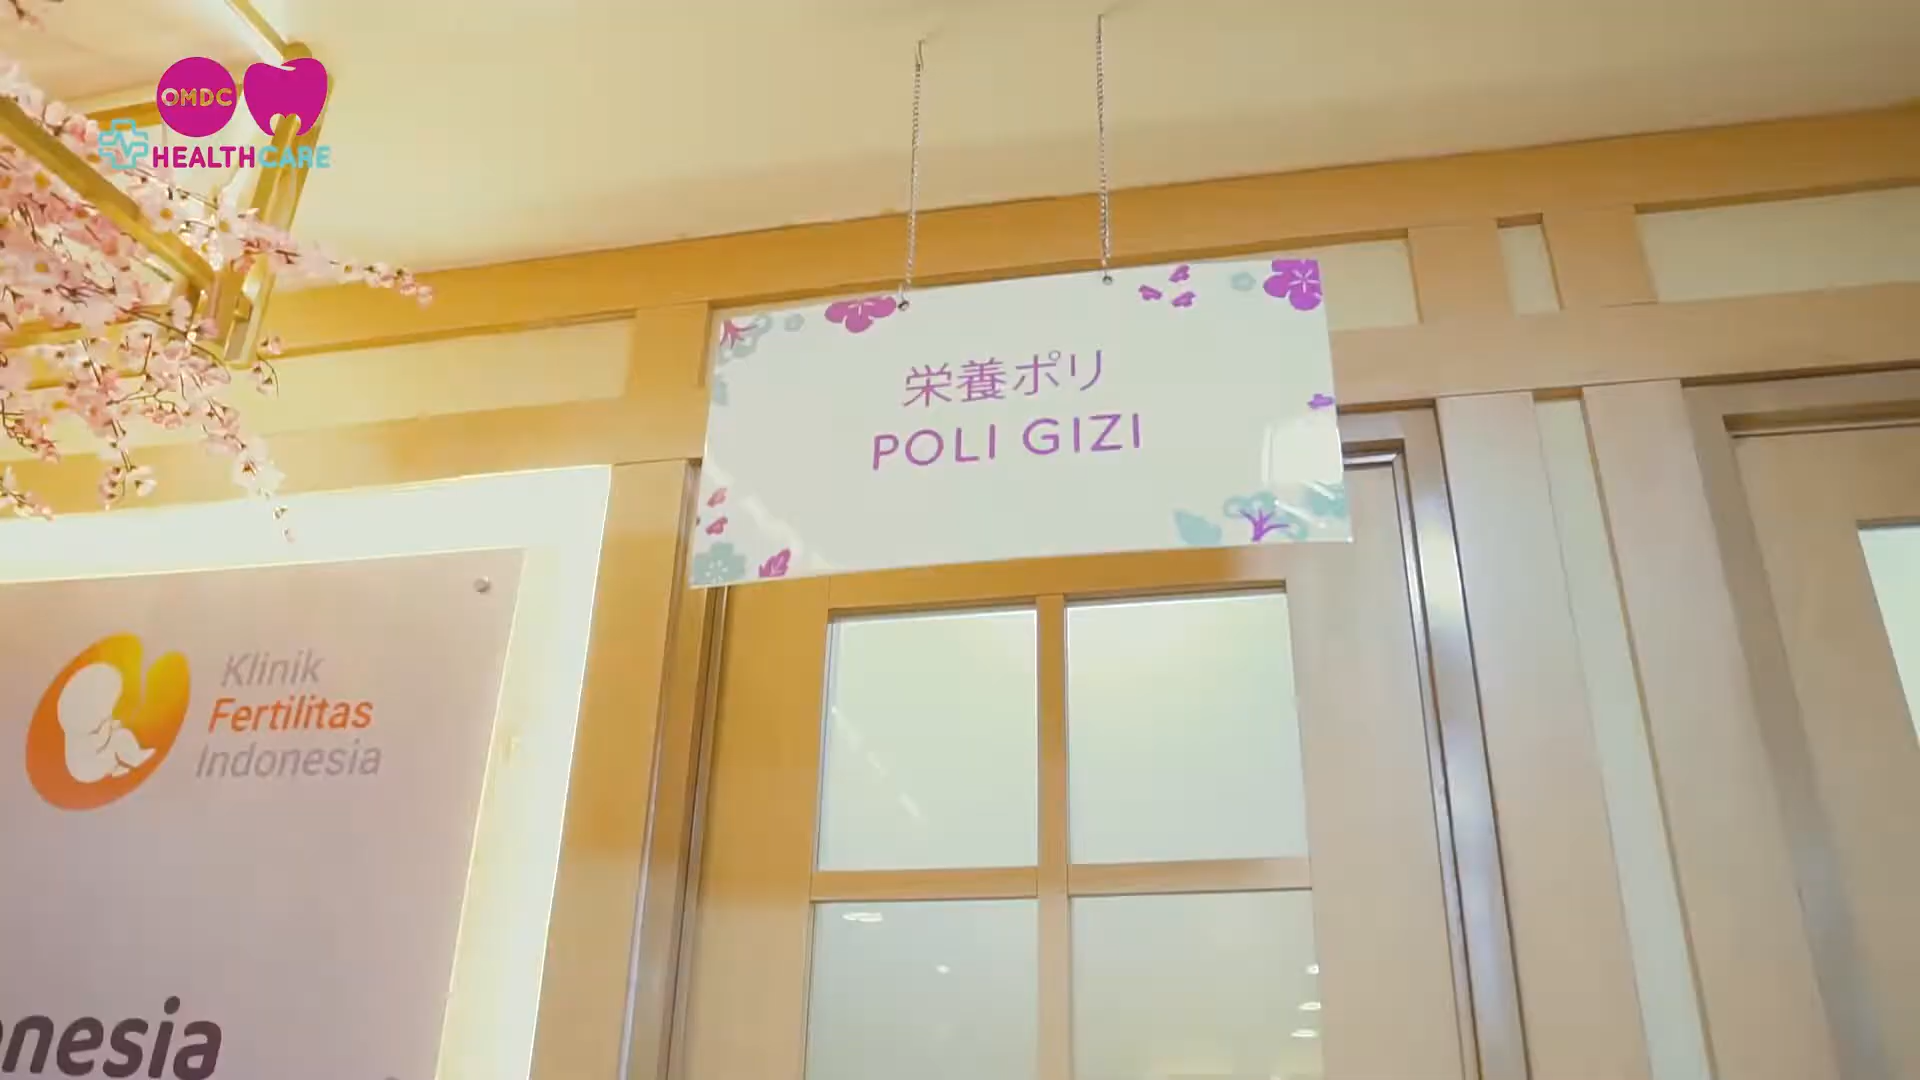 OMDC
HEALTHCARE
栄養ポリ
POLI GIZI
Klinik
Fertilitas
Indonesia
nesia